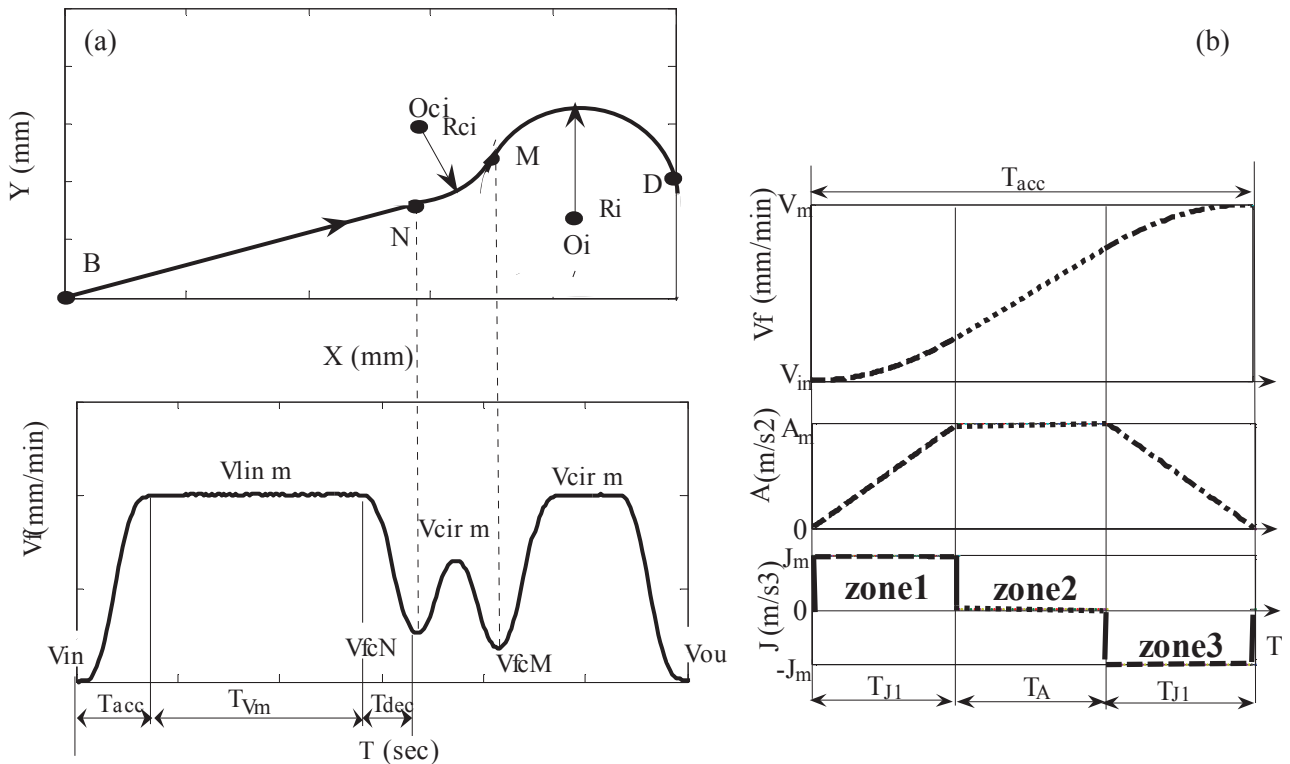 (a)
Y (mm)
Oci
Rci
M
D
Ri
Oi
N
B
X (mm)
Vf(mm/min)
Vlin m
Vcir m
Vcir m
Vin
VfcN
VfcM
Vou
Tacc
TVm
Tdec
T (sec)
(b)
Tacc
Vm
Vf (mm/min)
Vin
Am
A(m/s2)
0
Jm
J (m/s3)
zone1
zone2
0
zone3
T
-Jm
TJ1
TA
TJ1